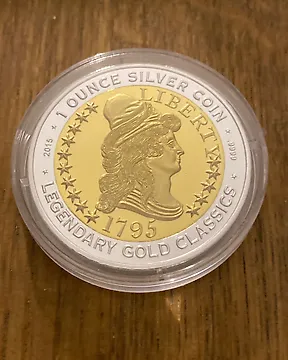 1 OUNCE SILVER COIN
2015
.9999
LIBERTY
1795
LEGENDARY GOLD CLASSICS